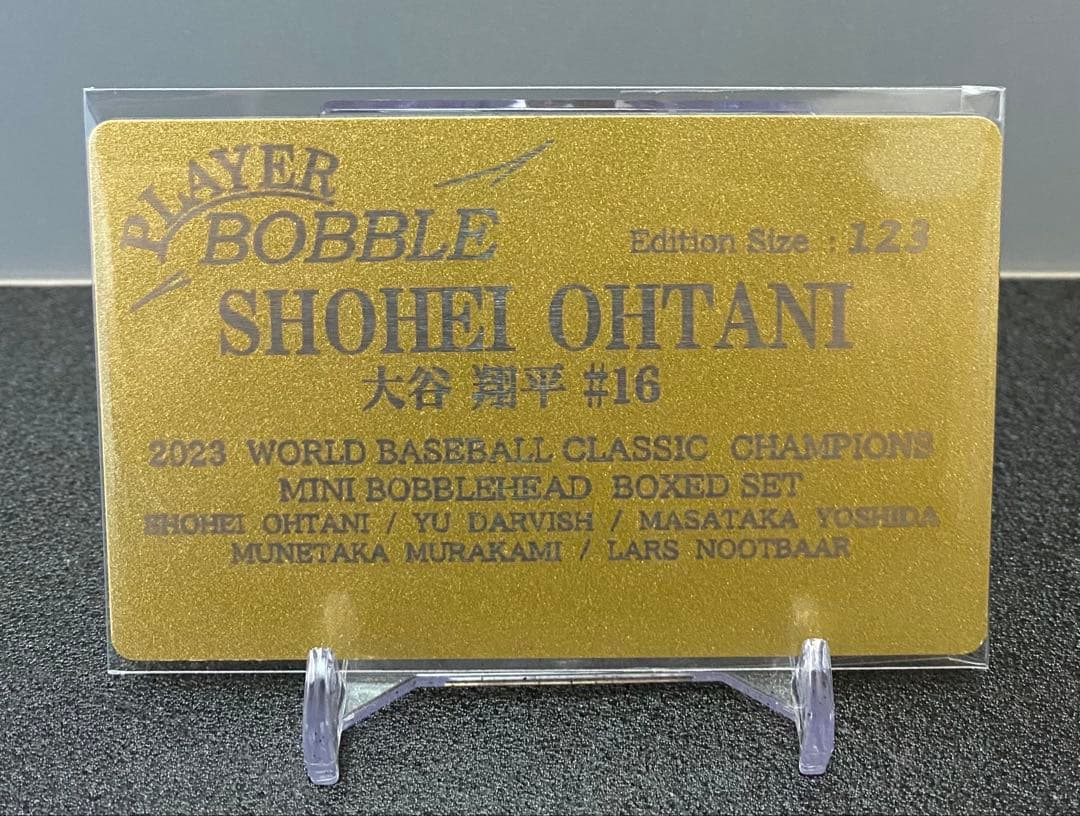 PLAYER
BOBBLE
Edition Size : 123
SHOHEI OHTANI
大谷 翔平 #16
2023 WORLD BASEBALL CLASSIC CHAMPIONS
MINI BOBBLEHEAD BOXED SET
SHOHEI OHTANI / YU DARVISH / MASATAKA YOSHIDA
MUNETAKA MURAKAMI / LARS NOOTBAAR